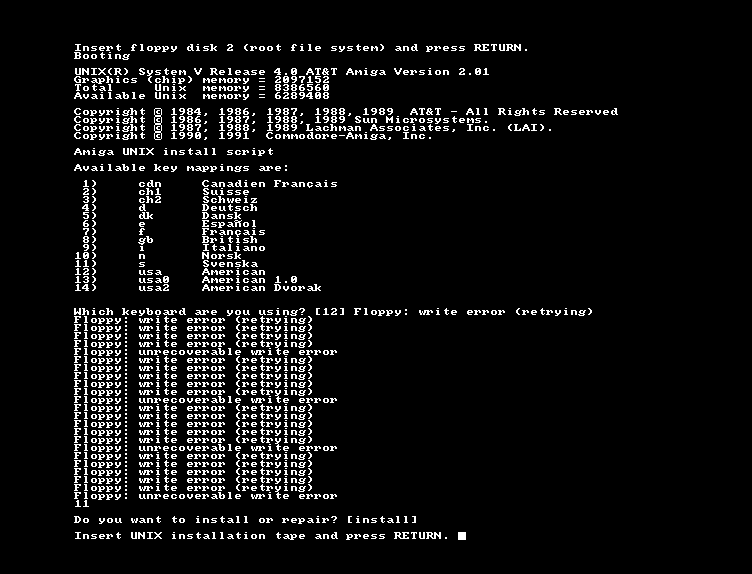 Insert floppy disk 2 (root file system) and press RETURN.
Booting
UNIX(R) System V Release 4.0 AT&T Amiga Version 2.01
Graphics (chip) memory = 2097152
Total     Unix  memory = 8386560
Available Unix  memory = 6289408
Copyright © 1984, 1986, 1987, 1988, 1989  AT&T - All Rights Reserved
Copyright © 1986, 1987, 1988, 1989 Sun Microsystems.
Copyright © 1987, 1988, 1989 Lachman Associates, Inc. (LAI).
Copyright © 1990, 1991  Commodore-Amiga, Inc.
Amiga UNIX install script
Available key mappings are:
1)     cdn     Canadien Français
2)     ch1     Suisse
3)     ch2     Schweiz
4)     d       Deutsch
5)     dk      Dansk
6)     e       Español
7)     f       Français
8)     gb      British
9)     i       Italiano
10)     n       Norsk
11)     s       Svenska
12)     usa     American
13)     usa0    American 1.0
14)     usa2    American Dvorak
Which keyboard are you using? [12] Floppy: write error (retrying)
Floppy: write error (retrying)
Floppy: write error (retrying)
Floppy: write error (retrying)
Floppy: write error (retrying)
Floppy: unrecoverable write error
Floppy: write error (retrying)
Floppy: write error (retrying)
Floppy: write error (retrying)
Floppy: write error (retrying)
Floppy: write error (retrying)
Floppy: unrecoverable write error
Floppy: write error (retrying)
Floppy: write error (retrying)
Floppy: write error (retrying)
Floppy: write error (retrying)
Floppy: write error (retrying)
Floppy: unrecoverable write error
Floppy: write error (retrying)
Floppy: write error (retrying)
Floppy: write error (retrying)
Floppy: write error (retrying)
Floppy: write error (retrying)
Floppy: unrecoverable write error
11
Do you want to install or repair? [install]
Insert UNIX installation tape and press RETURN.